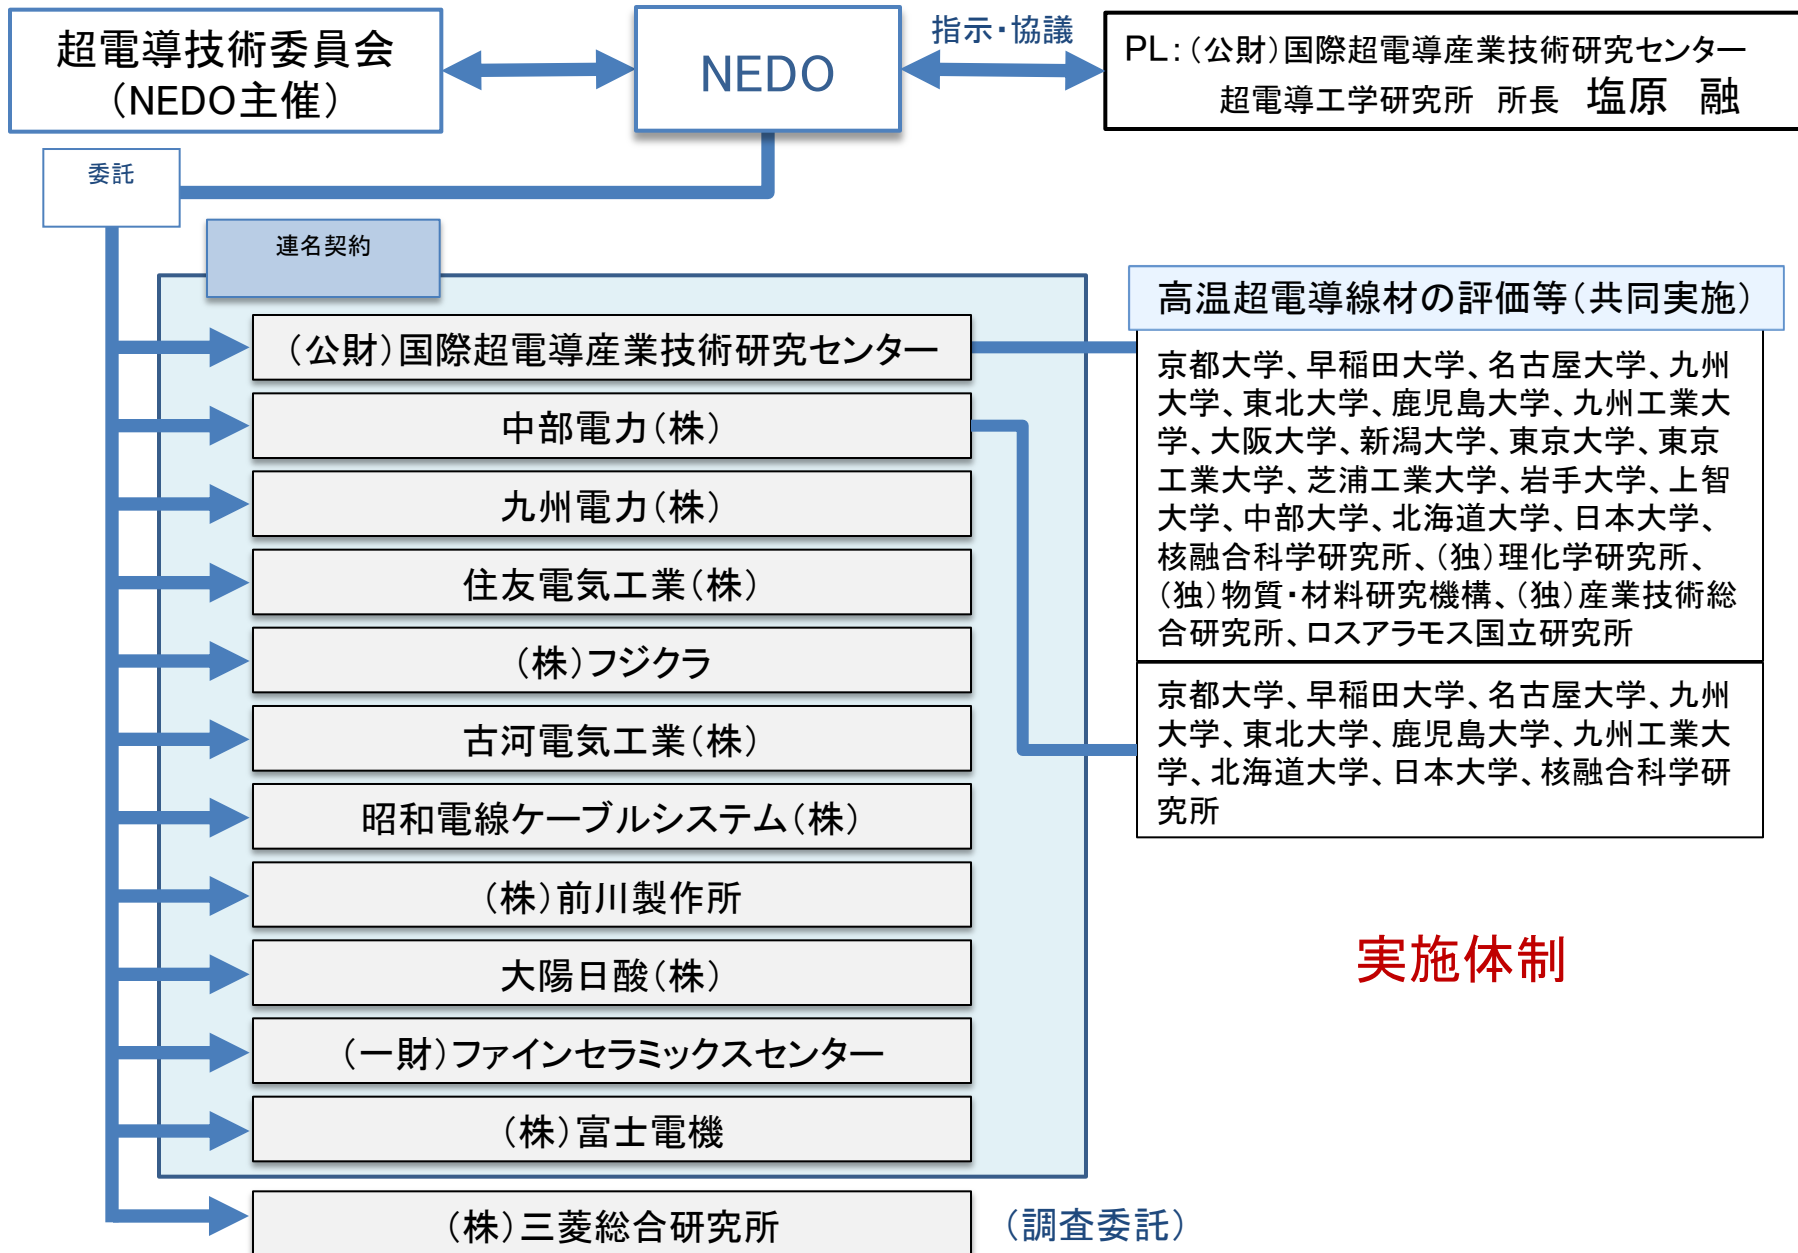 超電導技術委員会
（NEDO主催）
NEDO
指示・協議
PL：（公財）国際超電導産業技術研究センター
超電導工学研究所　所長　塩原　融
委託
連名契約
（公財）国際超電導産業技術研究センター
中部電力（株）
九州電力（株）
住友電気工業（株）
（株）フジクラ
古河電気工業（株）
昭和電線ケーブルシステム（株）
（株）前川製作所
大陽日酸（株）
（一財）ファインセラミックスセンター
（株）富士電機
（株）三菱総合研究所
（調査委託）
高温超電導線材の評価等（共同実施）
京都大学、早稲田大学、名古屋大学、九州
大学、東北大学、鹿児島大学、九州工業大
学、大阪大学、新潟大学、東京大学、東京
工業大学、芝浦工業大学、岩手大学、上智
大学、中部大学、北海道大学、日本大学、
核融合科学研究所、（独）理化学研究所、
（独）物質・材料研究機構、（独）産業技術総
合研究所、ロスアラモス国立研究所
京都大学、早稲田大学、名古屋大学、九州
大学、東北大学、鹿児島大学、九州工業大
学、北海道大学、日本大学、核融合科学研
究所
実施体制